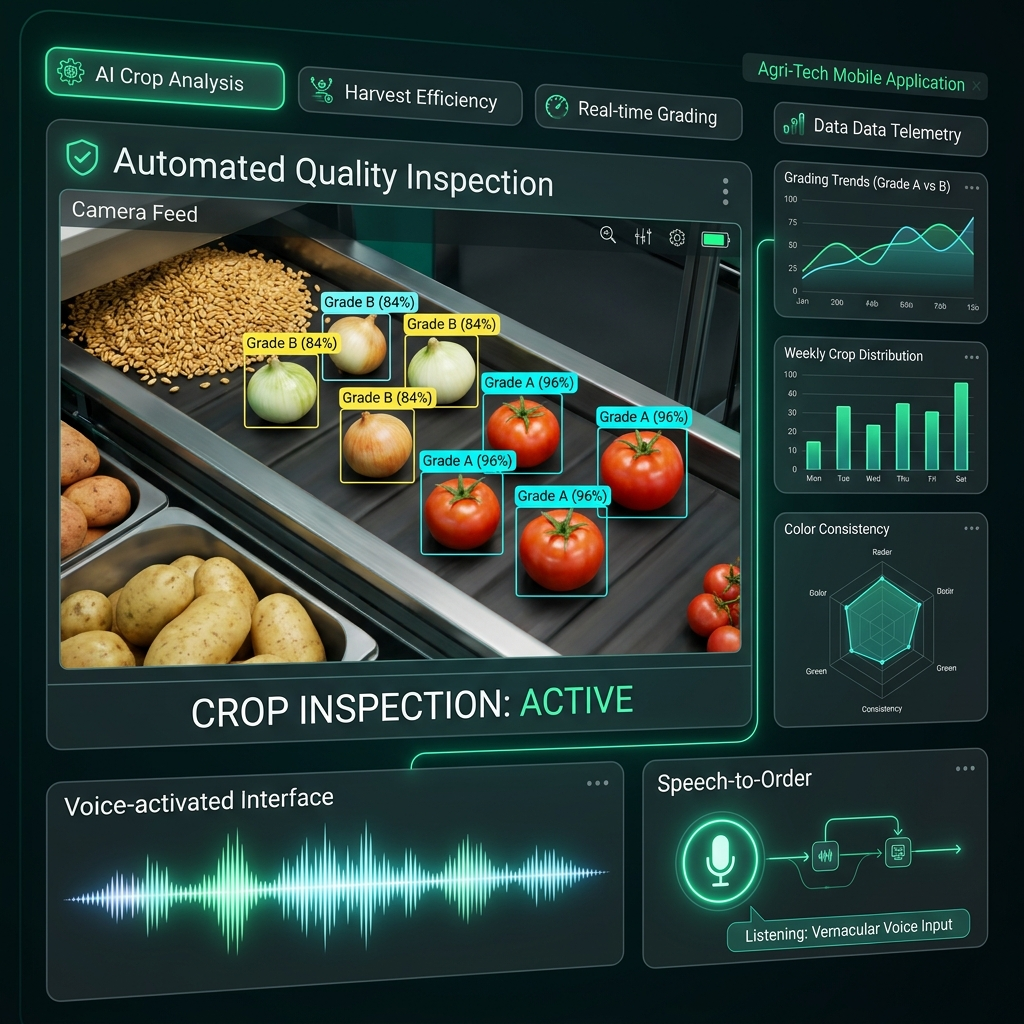 AI Crop Analysis
Harvest Efficiency
Real-time Grading
Agri-Tech Mobile Application
Data Data Telemetry
Automated Quality Inspection
Camera Feed
Grade B (84%)
Grade B (84%)
Grade B (84%)
Grade B (84%)
Grade A (96%)
Grade A (96%)
Grade A (96%)
Grade A (96%)
CROP INSPECTION: ACTIVE
Grading Trends (Grade A vs B)
100
75
50
25
0
Jan 200
Weekly Crop Distribution
100
40
30
20
10
0
Mon Tue Wed Thu Fri Sat
Color Consistency
Rader
Golor
Green Green
Consistency
Voice-activated Interface
Speech-to-Order
Listening: Vernacular Voice Input